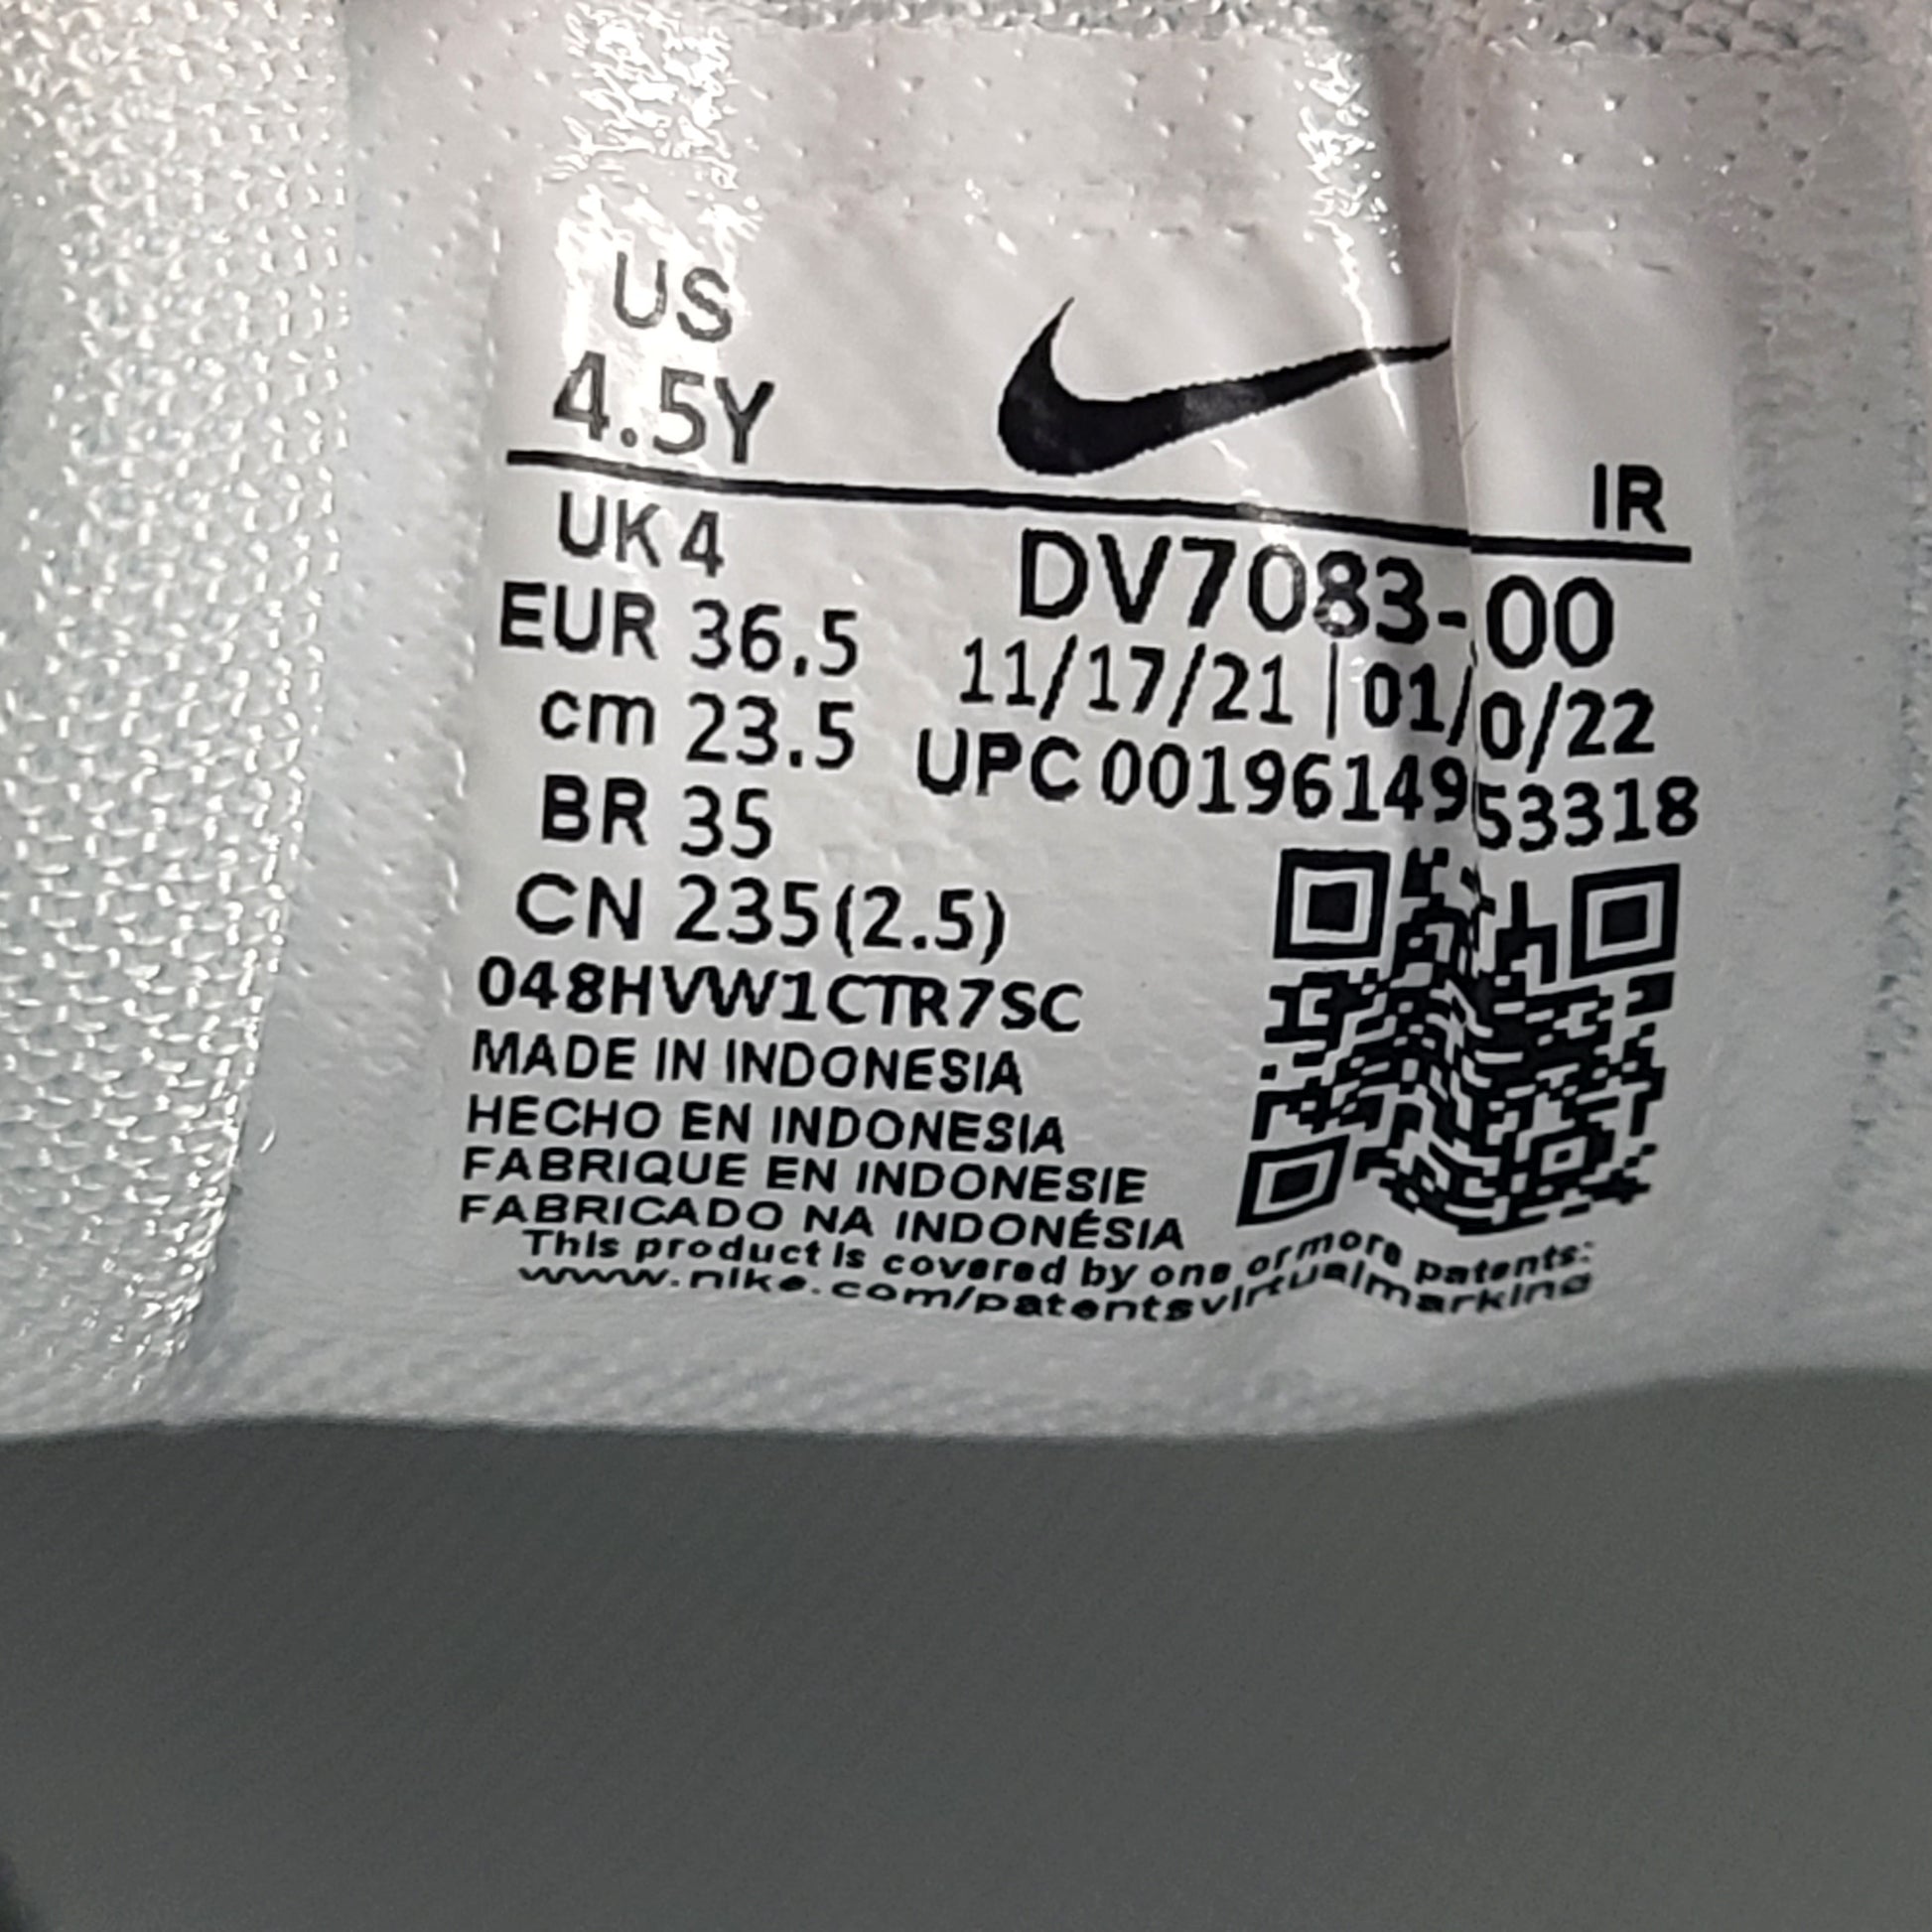 US
4.5Y
IR
UK 4
DV7083-00
EUR 36.5
11/17/21 | 01/0/22
cm 23.5
UPC 0019614953318
BR 35
CN 235(2.5)
048HVW1CTR7SC
MADE IN INDONESIA
HECHO EN INDONESIA
FABRIQUE EN INDONESIE
FABRICADO NA INDONÉSIA
This product is covered by one or more patents:
www.nike.com/patentsvirtualmarking